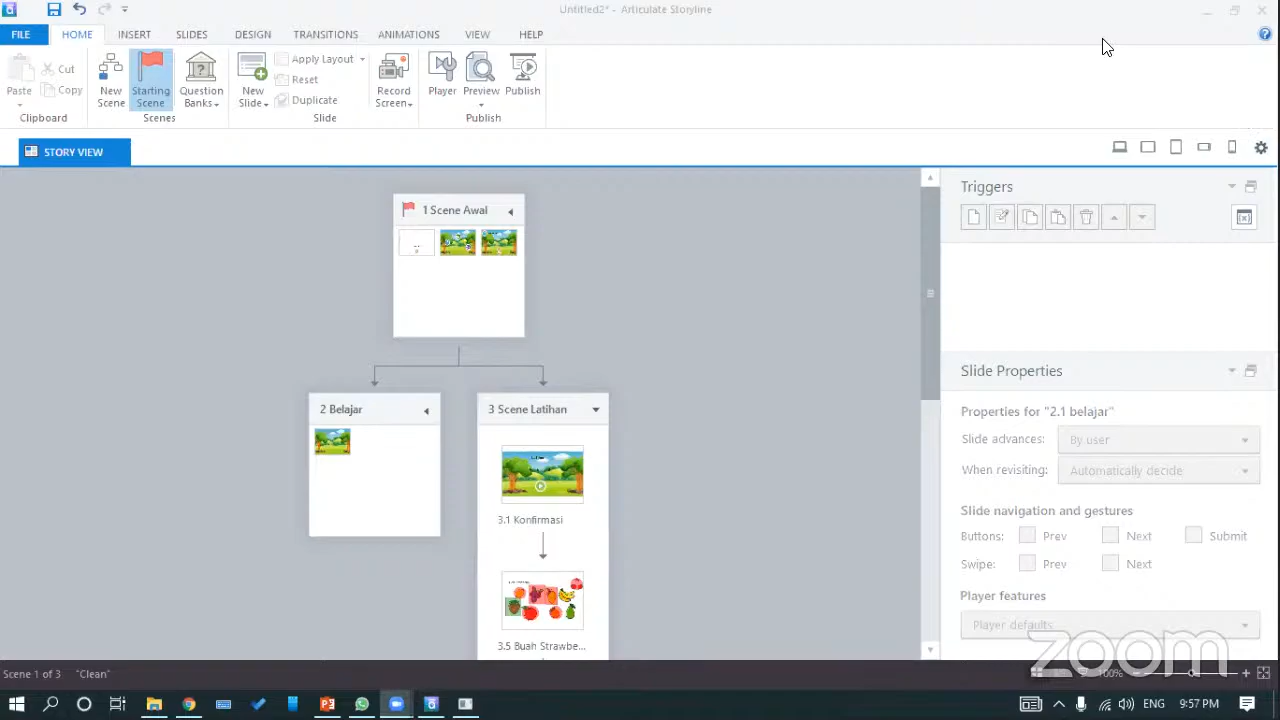 Untitled2* - Articulate Storyline
FILE HOME INSERT SLIDES DESIGN TRANSITIONS ANIMATIONS VIEW HELP
Paste Cut Copy
Clipboard
New Scene Starting Scene Question Banks
Scenes
New Slide Apply Layout Reset Duplicate
Slide
Record Screen
Player Preview Publish
Publish
STORY VIEW
1 Scene Awal
2 Belajar
3 Scene Latihan
3.1 Konfirmasi
3.5 Buah Strawbe...
Triggers
Slide Properties
Properties for "2.1 belajar"
Slide advances: By user
When revisiting: Automatically decide
Slide navigation and gestures
Buttons: Prev Next Submit
Swipe: Prev Next
Player features
Player defaults
zoom
Scene 1 of 3 "Clean" 100%
ENG 9:57 PM